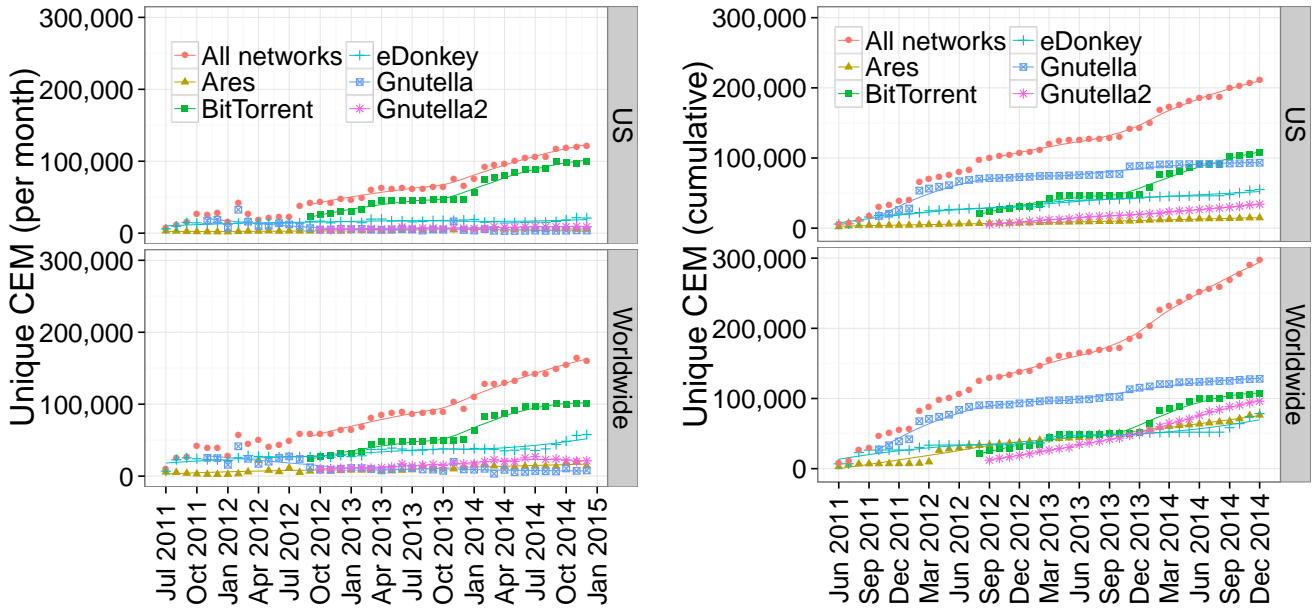 Unique CEM (per month)
300,000
200,000
100,000
0
All networks
Ares
BitTorrent
eDonkey
Gnutella
Gnutella2
US
300,000
200,000
100,000
0
Worldwide
Jul 2011
Oct 2011
Jan 2012
Apr 2012
Jul 2012
Oct 2012
Jan 2013
Apr 2013
Jul 2013
Oct 2013
Jan 2014
Apr 2014
Jul 2014
Oct 2014
Jan 2015
Unique CEM (cumulative)
300,000
200,000
100,000
0
All networks
Ares
BitTorrent
eDonkey
Gnutella
Gnutella2
US
300,000
200,000
100,000
0
Worldwide
Jun 2011
Sep 2011
Dec 2011
Mar 2012
Jun 2012
Sep 2012
Dec 2012
Mar 2013
Jun 2013
Sep 2013
Dec 2013
Mar 2014
Jun 2014
Sep 2014
Dec 2014